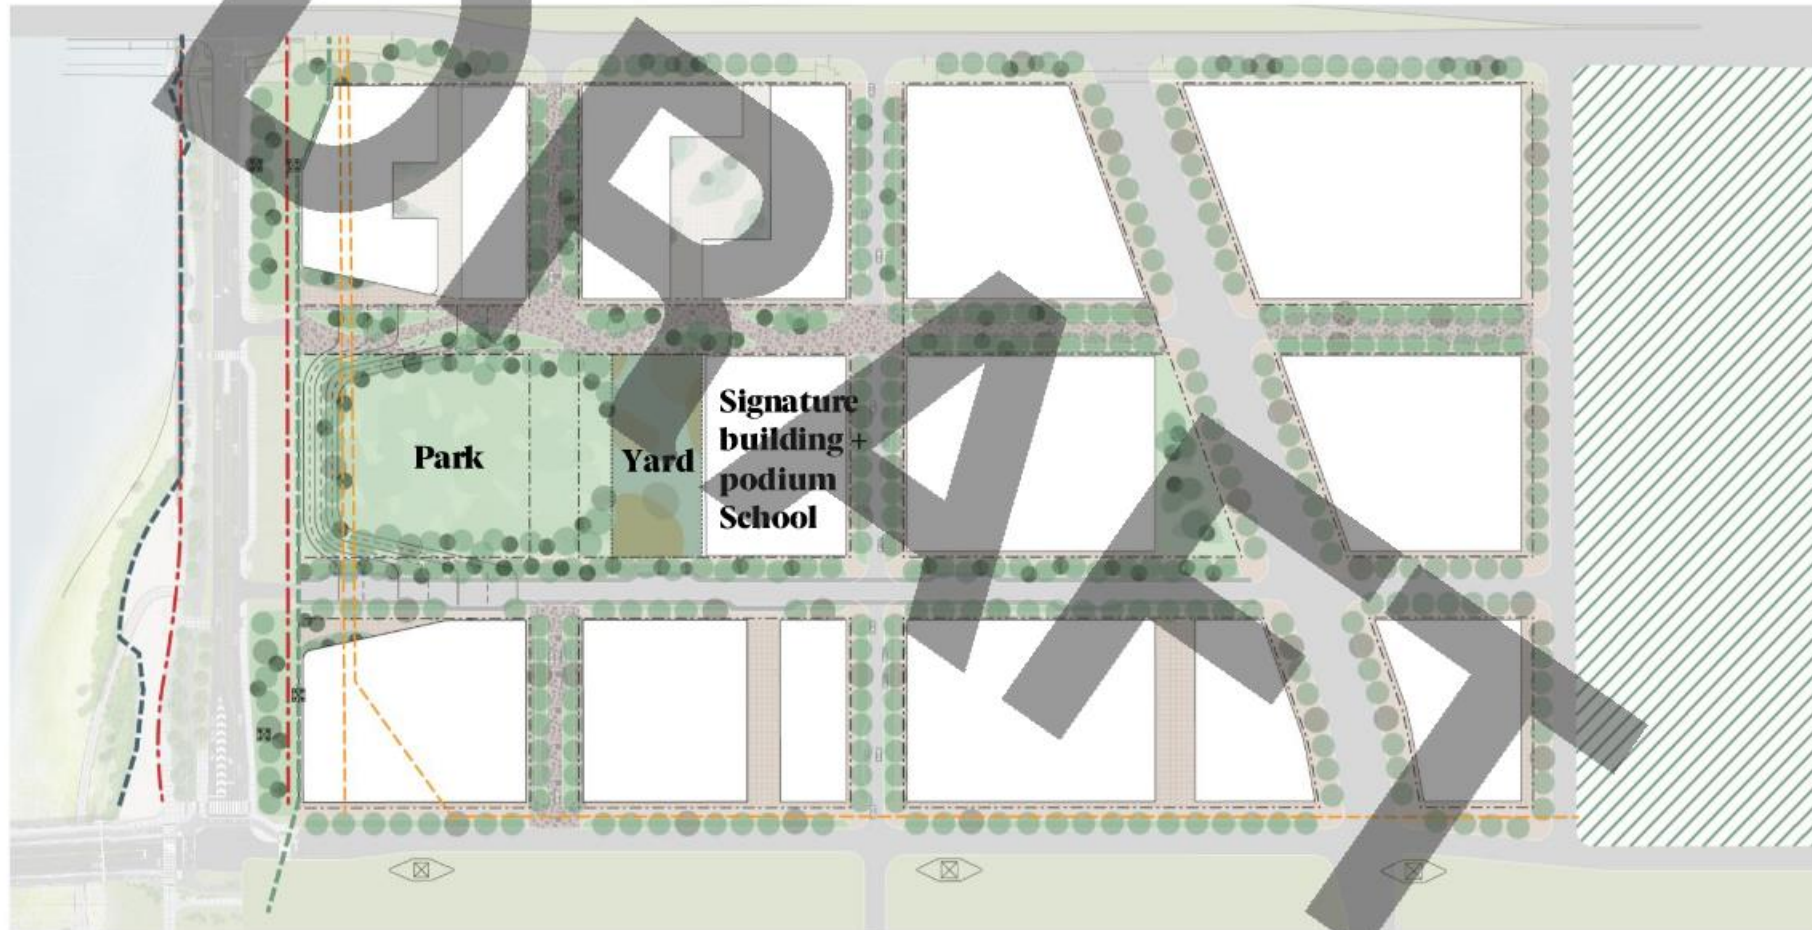 DRAFT
Park
Yard
Signature
building +
podium
School